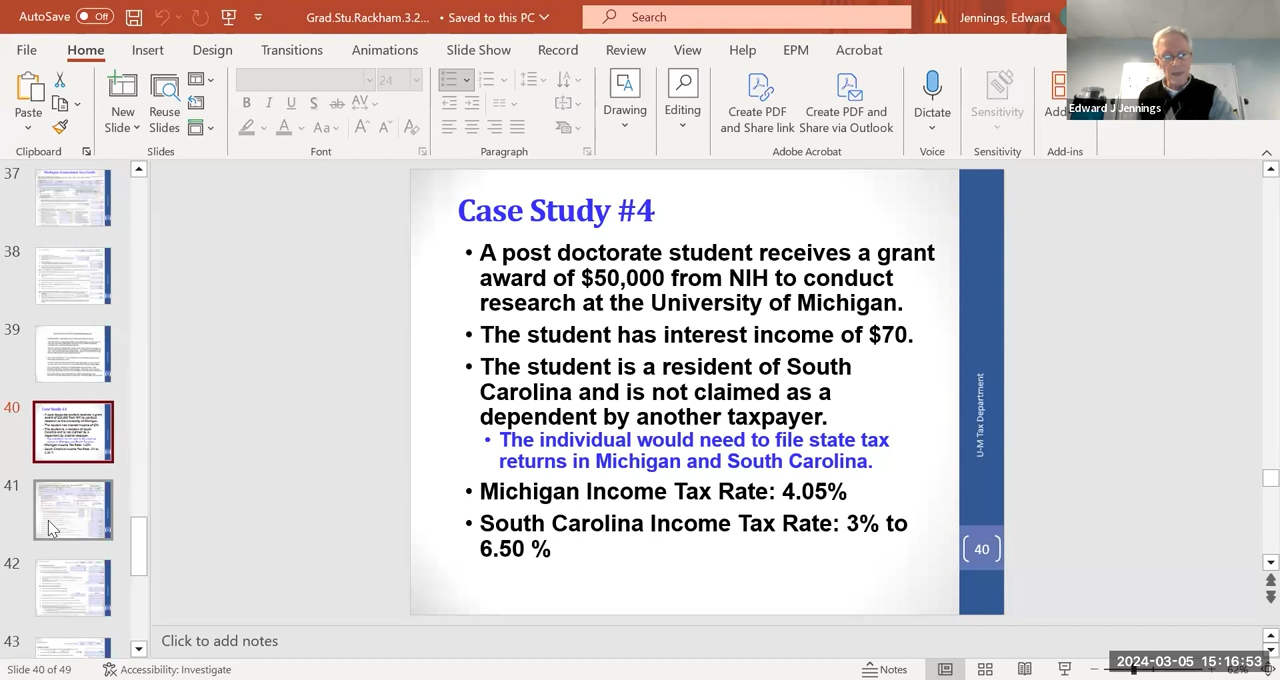 AutoSave Off Grad.Stu.Rackham.3.2... • Saved to this PC Search Jennings, Edward
File Home Insert Design Transitions Animations Slide Show Record Review View Help EPM Acrobat
Edward J Jennings
Paste New Slide Reuse Slides 24 Drawing Editing Create PDF and Share link Create PDF and Share via Outlook Dictate Sensitivity
Clipboard Slides Font Paragraph Adobe Acrobat Voice Sensitivity Add-ins
37
38
39
40
41
42
43
Case Study #4
• A post doctorate student receives a grant
award of $50,000 from NIH to conduct
research at the University of Michigan.
• The student has interest income of $70.
• The student is a resident of South
Carolina and is not claimed as a
dependent by another taxpayer.
• The individual would need to file state tax
returns in Michigan and South Carolina.
• Michigan Income Tax Rate: 4.05%
• South Carolina Income Tax Rate: 3% to
6.50 %
U-M Tax Department
40
Click to add notes
Slide 40 of 49 Accessibility: Investigate Notes
2024-03-05 15:16:53